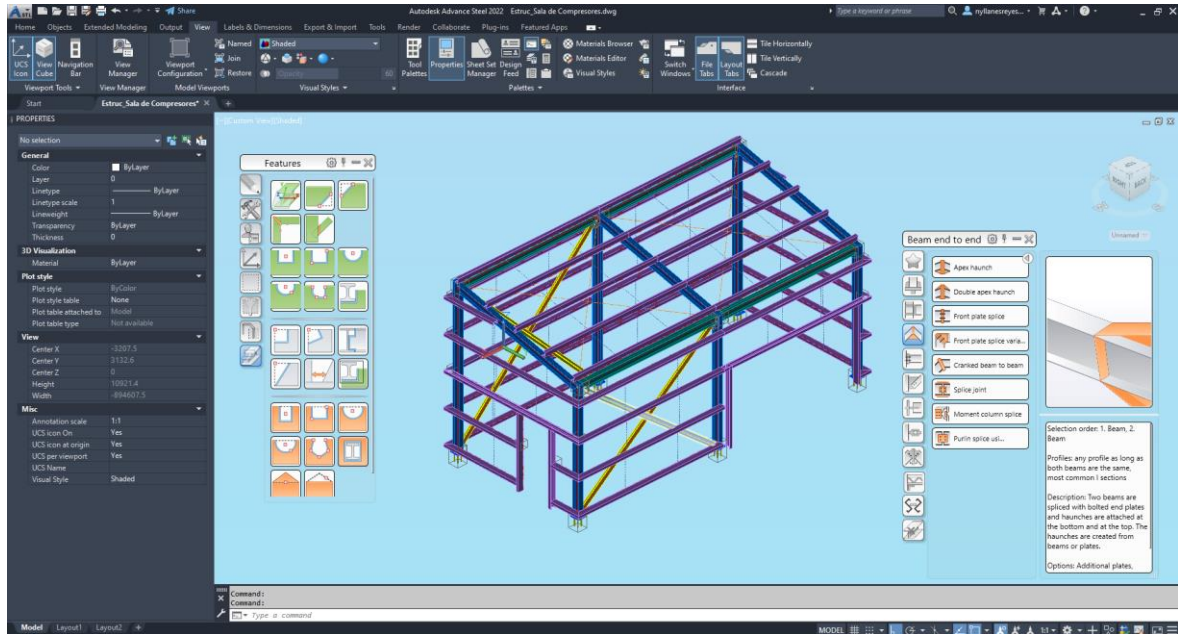 Share
Autodesk Advance Steel 2022 Estruc_Sala de Compresores.dwg
Type a keyword or phrase
nyllanesreyes...
Home Objects Extended Modeling Output View Labels & Dimensions Export & Import Tools Render Collaborate Plug-ins Featured Apps
UCS Icon
View Cube
Navigation Bar
Viewport Tools
View Manager
View Manager
Viewport Configuration
Named
Join
Restore
Model Viewports
Shaded
Opacity 60
Visual Styles
Tool Palettes
Properties
Sheet Set Manager
Design Feed
Materials Browser
Materials Editor
Visual Styles
Palettes
Switch Windows
File Tabs
Layout Tabs
Tile Horizontally
Tile Vertically
Cascade
Interface
Start
Estruc_Sala de Compresores*
PROPERTIES
No selection
General
Color ByLayer
Layer 0
Linetype ByLayer
Linetype scale 1
Lineweight ByLayer
Transparency ByLayer
Thickness 0
3D Visualization
Material ByLayer
Plot style
Plot style ByColor
Plot style table None
Plot table attached to Model
Plot table type Not available
View
Center X -3207.5
Center Y 3132.6
Center Z 0
Height 10921.4
Width -894607.5
Misc
Annotation scale 1:1
UCS icon On Yes
UCS icon at origin Yes
UCS per viewport Yes
UCS Name
Visual Style Shaded
Features
RIGHT
BACK
Unnamed
Beam end to end
Apex haunch
Double apex haunch
Front plate splice
Front plate splice varia...
Cranked beam to beam
Splice joint
Moment column splice
Purlin splice usi...
Selection order: 1. Beam, 2.
Beam
Profiles: any profile as long as
both beams are the same,
most common I sections
Description: Two beams are
spliced with bolted end plates
and haunches are attached at
the bottom and at the top. The
haunches are created from
beams or plates.
Options: Additional plates,
Command:
Command:
Type a command
Model Layout1 Layout2 +
MODEL 1:1